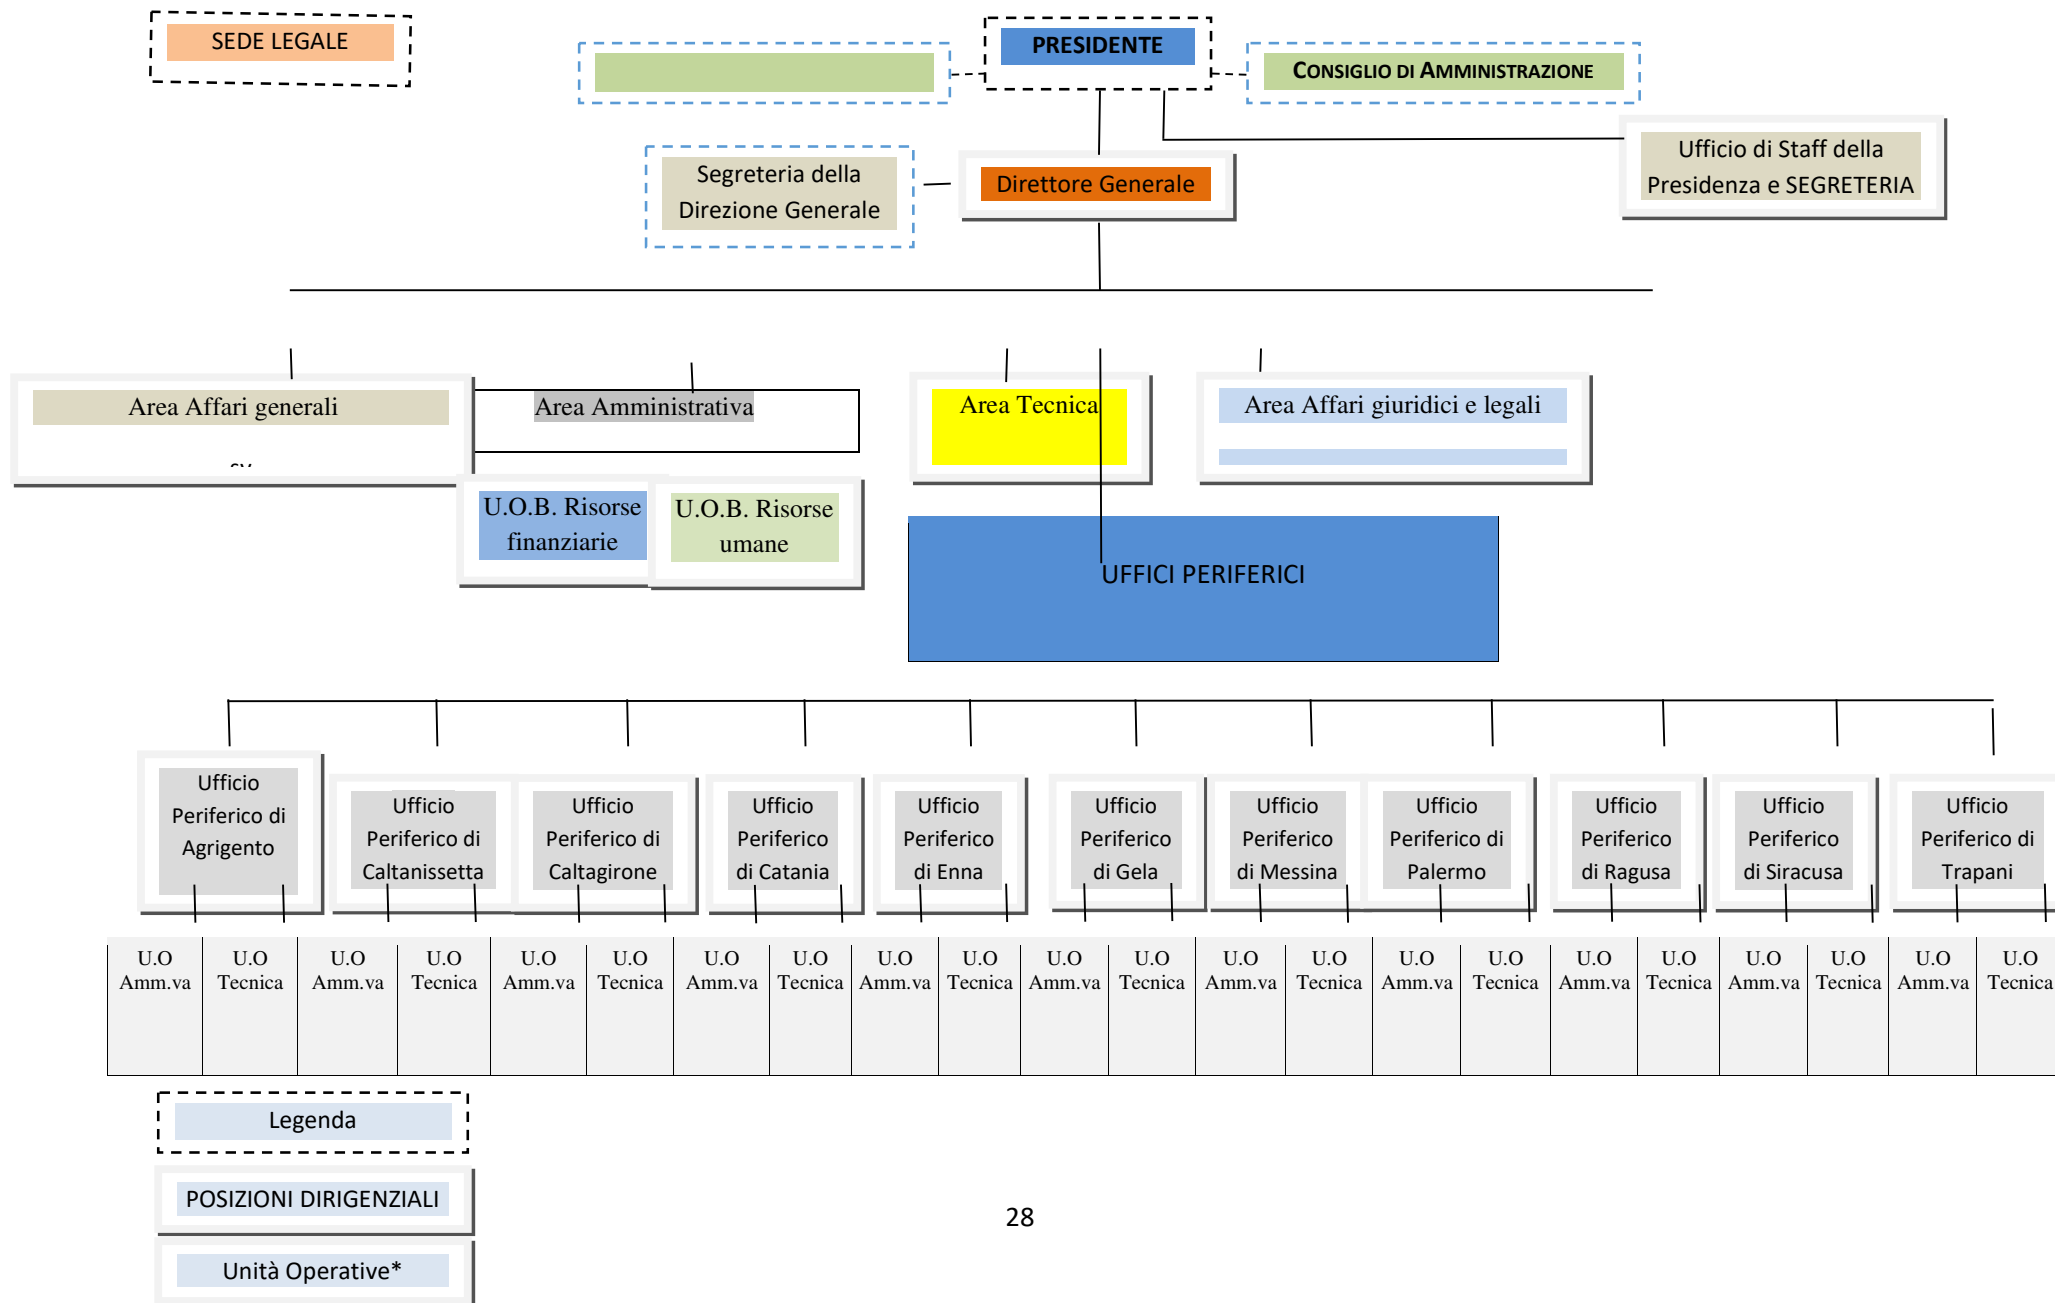 SEDE LEGALE
PRESIDENTE
CONSIGLIO DI AMMINISTRAZIONE
Segreteria della
Direzione Generale
Direttore Generale
Ufficio di Staff della
Presidenza e SEGRETERIA
Area Affari generali
Area Amministrativa
Area Tecnica
Area Affari giuridici e legali
U.O.B. Risorse
finanziarie
U.O.B. Risorse
umane
UFFICI PERIFERICI
Ufficio
Periferico di
Agrigento
Ufficio
Periferico di
Caltanissetta
Ufficio
Periferico di
Caltagirone
Ufficio
Periferico
di Catania
Ufficio
Periferico
di Enna
Ufficio
Periferico
di Gela
Ufficio
Periferico
di Messina
Ufficio
Periferico di
Palermo
Ufficio
Periferico
di Ragusa
Ufficio
Periferico
di Siracusa
Ufficio
Periferico di
Trapani
U.O
Amm.va
U.O
Tecnica
U.O
Amm.va
U.O
Tecnica
U.O
Amm.va
U.O
Tecnica
U.O
Amm.va
U.O
Tecnica
U.O
Amm.va
U.O
Tecnica
U.O
Amm.va
U.O
Tecnica
U.O
Amm.va
U.O
Tecnica
U.O
Amm.va
U.O
Tecnica
U.O
Amm.va
U.O
Tecnica
U.O
Amm.va
U.O
Tecnica
U.O
Amm.va
U.O
Tecnica
Legenda
POSIZIONI DIRIGENZIALI
Unità Operative*
28